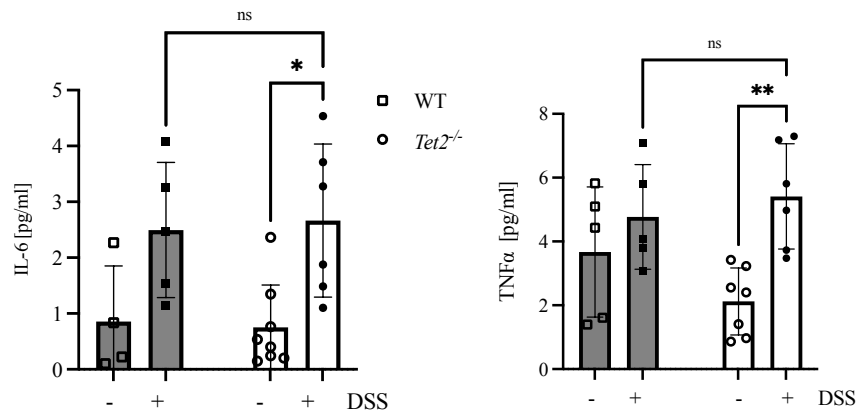 ns
*
IL-6 [pg/ml]
5
4
3
2
1
0
- + - + DSS
WT
Tet2-/-
ns
**
TNFα [pg/ml]
8
6
4
2
0
- + - + DSS